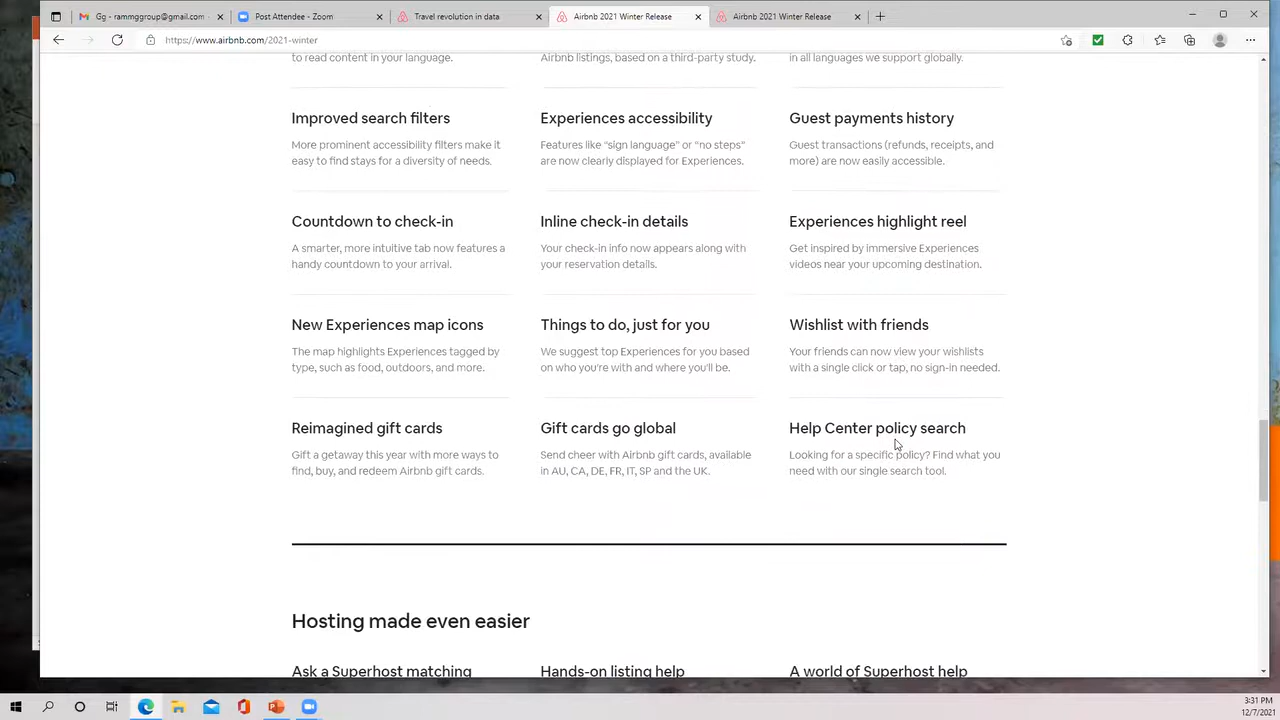 Gg - rammggroup@gmail.com
Post Attendee - Zoom
Travel revolution in data
Airbnb 2021 Winter Release
Airbnb 2021 Winter Release
https://www.airbnb.com/2021-winter
to read content in your language.
Airbnb listings, based on a third-party study.
in all languages we support globally.
Improved search filters
More prominent accessibility filters make it
easy to find stays for a diversity of needs.
Experiences accessibility
Features like “sign language” or “no steps”
are now clearly displayed for Experiences.
Guest payments history
Guest transactions (refunds, receipts, and
more) are now easily accessible.
Countdown to check-in
A smarter, more intuitive tab now features a
handy countdown to your arrival.
Inline check-in details
Your check-in info now appears along with
your reservation details.
Experiences highlight reel
Get inspired by immersive Experiences
videos near your upcoming destination.
New Experiences map icons
The map highlights Experiences tagged by
type, such as food, outdoors, and more.
Things to do, just for you
We suggest top Experiences for you based
on who you're with and where you'll be.
Wishlist with friends
Your friends can now view your wishlists
with a single click or tap, no sign-in needed.
Reimagined gift cards
Gift a getaway this year with more ways to
find, buy, and redeem Airbnb gift cards.
Gift cards go global
Send cheer with Airbnb gift cards, available
in AU, CA, DE, FR, IT, SP and the UK.
Help Center policy search
Looking for a specific policy? Find what you
need with our single search tool.
Hosting made even easier
Ask a Superhost matching
Hands-on listing help
A world of Superhost help
3:31 PM
12/7/2021